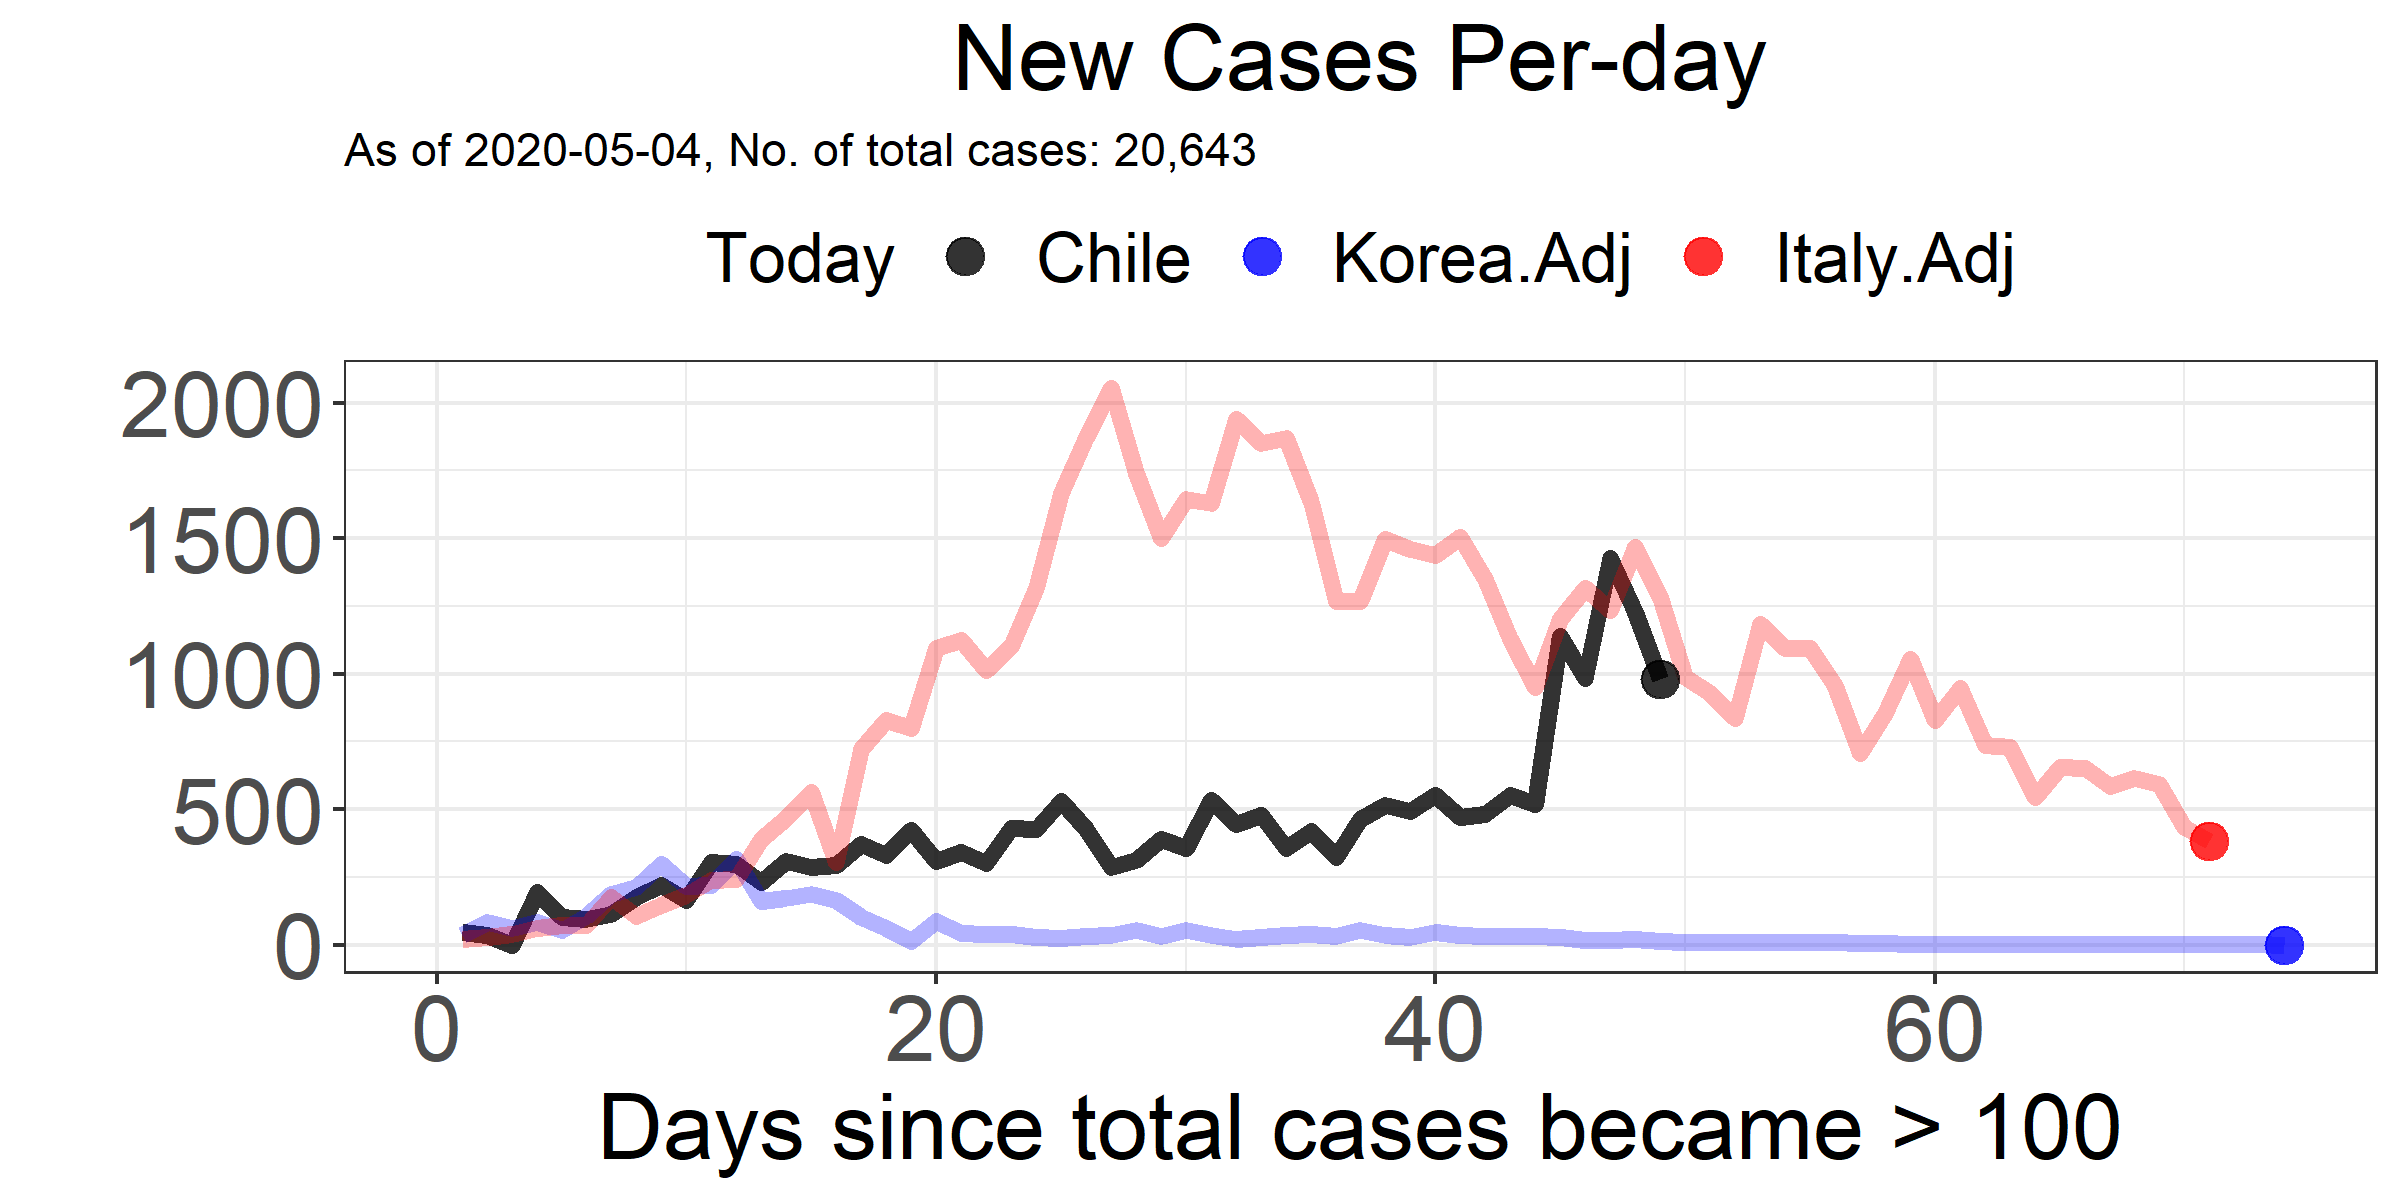 New Cases Per-day
As of 2020-05-04, No. of total cases: 20,643
Today Chile Korea.Adj Italy.Adj
2000
1500
1000
500
0
0 20 40 60
Days since total cases became > 100